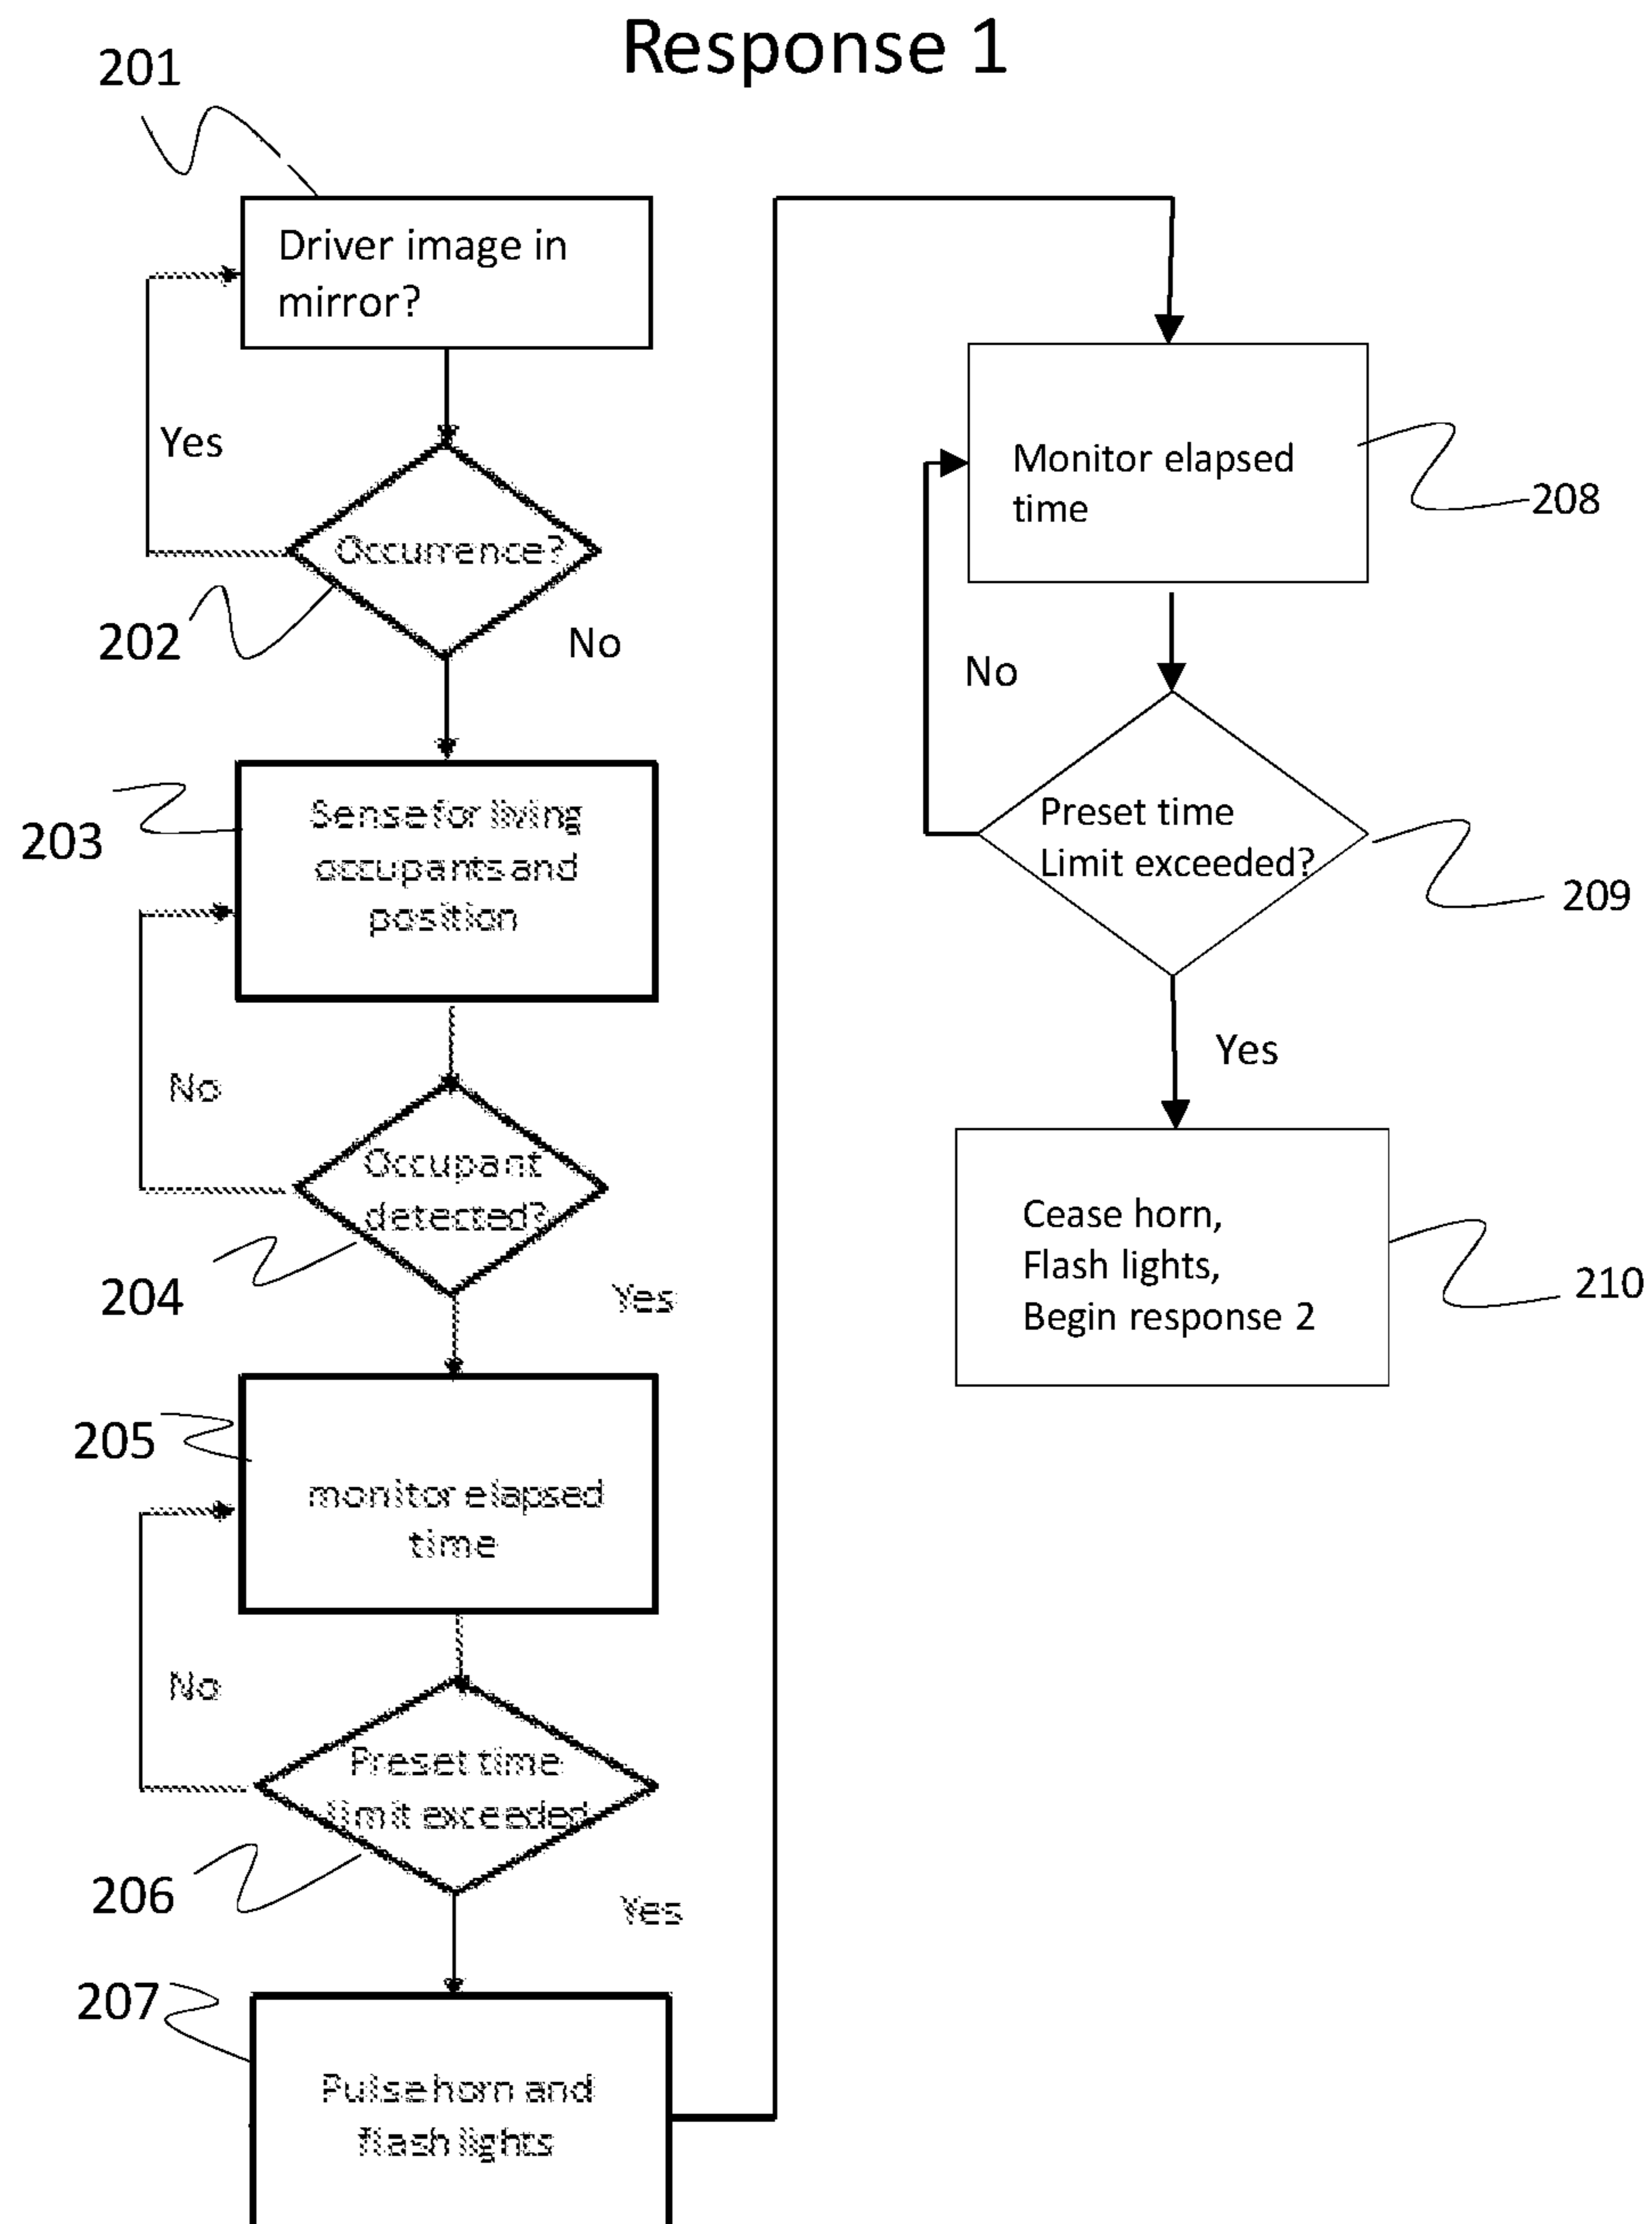 Response 1
201
Driver image in
mirror?
Yes
Occurrence?
202
No
203
Sense for living
occupants and
position
No
Occupant
detected?
204
Yes
205
monitor elapsed
time
No
Preset time
limit exceeded
206
Yes
207
Pulse horn and
flash lights
Monitor elapsed
time
208
No
Preset time
Limit exceeded?
209
Yes
Cease horn,
Flash lights,
Begin response 2
210